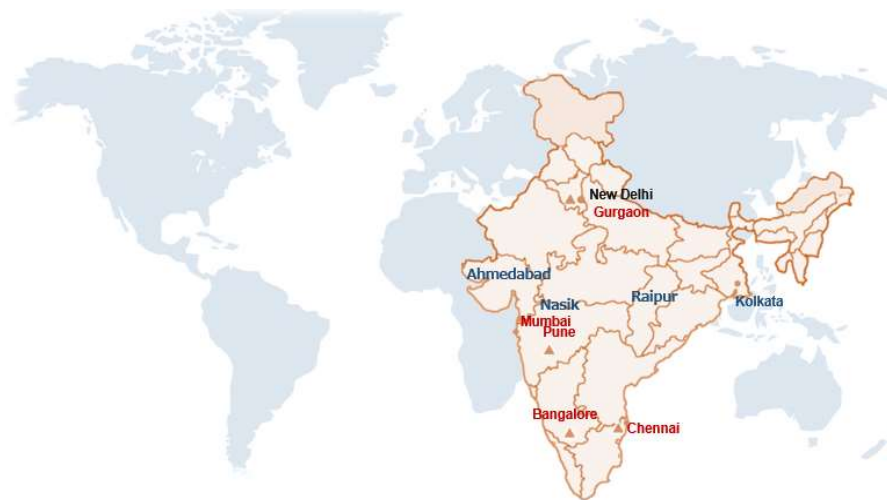 New Delhi
Gurgaon
Ahmedabad
Nasik
Raipur
Kolkata
Mumbai
Pune
Bangalore
Chennai